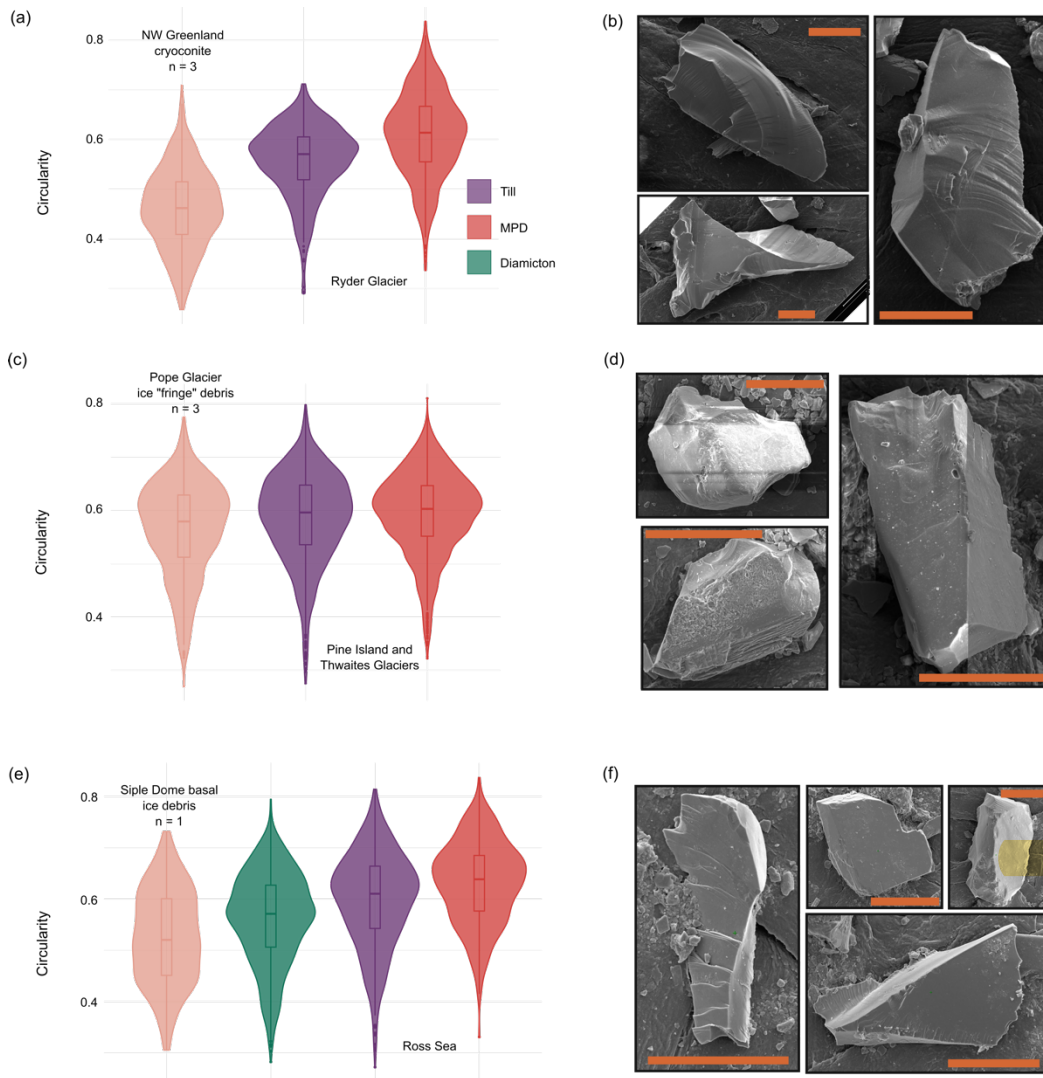 (a)
0.8
0.6
0.4
Circularity
NW Greenland
cryoconite
n = 3
Till
MPD
Diamicton
Ryder Glacier
(b)
(c)
0.8
0.6
0.4
Circularity
Pope Glacier
ice "fringe" debris
n = 3
Pine Island and
Thwaites Glaciers
(d)
(e)
0.8
0.6
0.4
Circularity
Siple Dome basal
ice debris
n = 1
Ross Sea
(f)